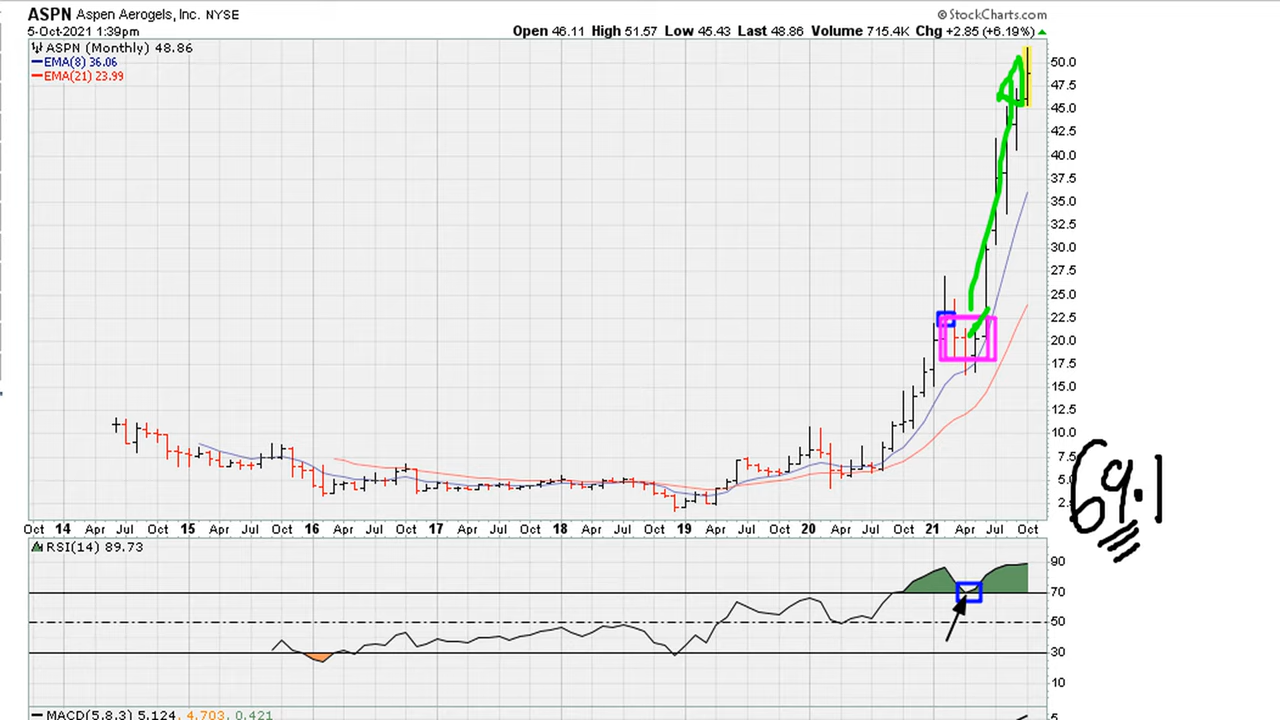 ASPN Aspen Aerogels, Inc. NYSE
© StockCharts.com
5-Oct-2021 1:39pm
Open 46.11 High 51.57 Low 45.43 Last 48.86 Volume 715.4K Chg +2.85 (+6.19%)
ASPN (Monthly) 48.86
EMA(8) 36.06
EMA(21) 23.99
50.0
47.5
45.0
42.5
40.0
37.5
35.0
32.5
30.0
27.5
25.0
22.5
20.0
17.5
15.0
12.5
10.0
7.5
5.0
2.
69.1
Oct 14 Apr Jul Oct 15 Apr Jul Oct 16 Apr Jul Oct 17 Apr Jul Oct 18 Apr Jul Oct 19 Apr Jul Oct 20 Apr Jul Oct 21 Apr Jul Oct
RSI(14) 89.73
90
70
50
30
10
MACD(5,8,3) 5.124, 4.703, 0.421
5